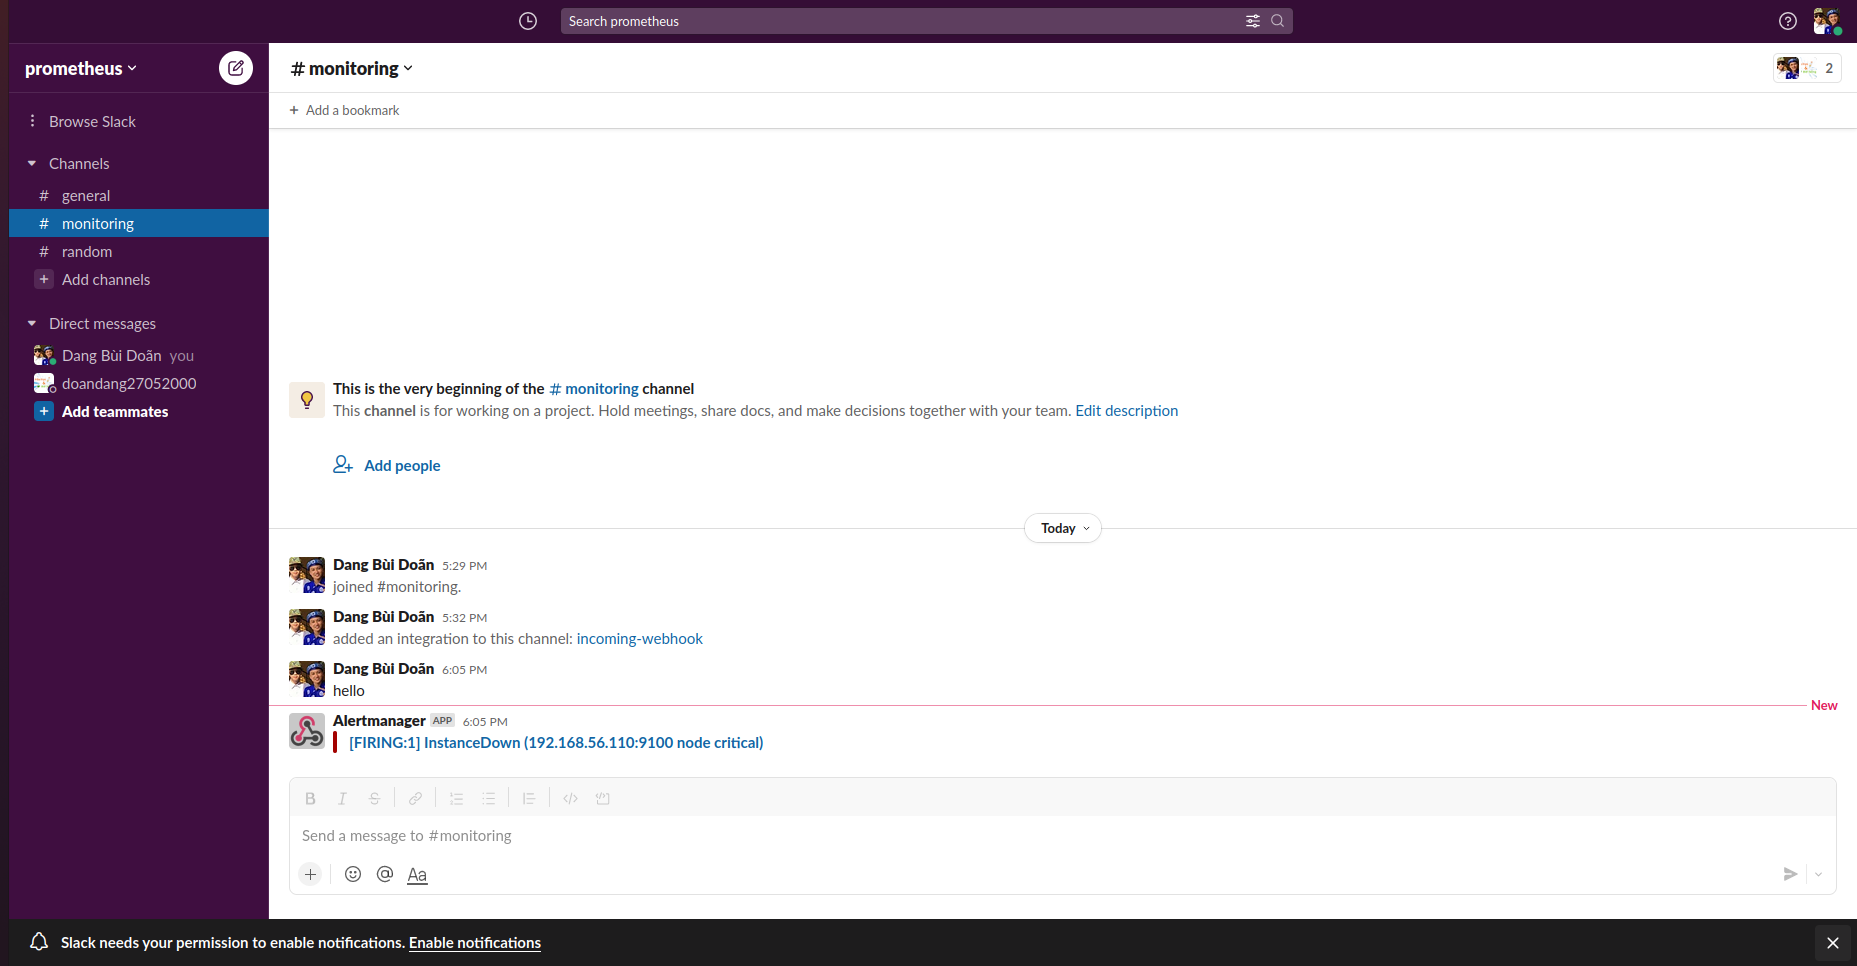 Search prometheus
prometheus
# monitoring
2
+ Add a bookmark
Browse Slack
Channels
# general
# monitoring
# random
+ Add channels
Direct messages
Dang Bùi Doãn you
doandang27052000
+ Add teammates
This is the very beginning of the # monitoring channel
This channel is for working on a project. Hold meetings, share docs, and make decisions together with your team. Edit description
Add people
Today
Dang Bùi Doãn 5:29 PM
joined #monitoring.
Dang Bùi Doãn 5:32 PM
added an integration to this channel: incoming-webhook
Dang Bùi Doãn 6:05 PM
hello
New
Alertmanager APP 6:05 PM
[FIRING:1] InstanceDown (192.168.56.110:9100 node critical)
B I S
Send a message to #monitoring
+ @ Aa
Slack needs your permission to enable notifications. Enable notifications